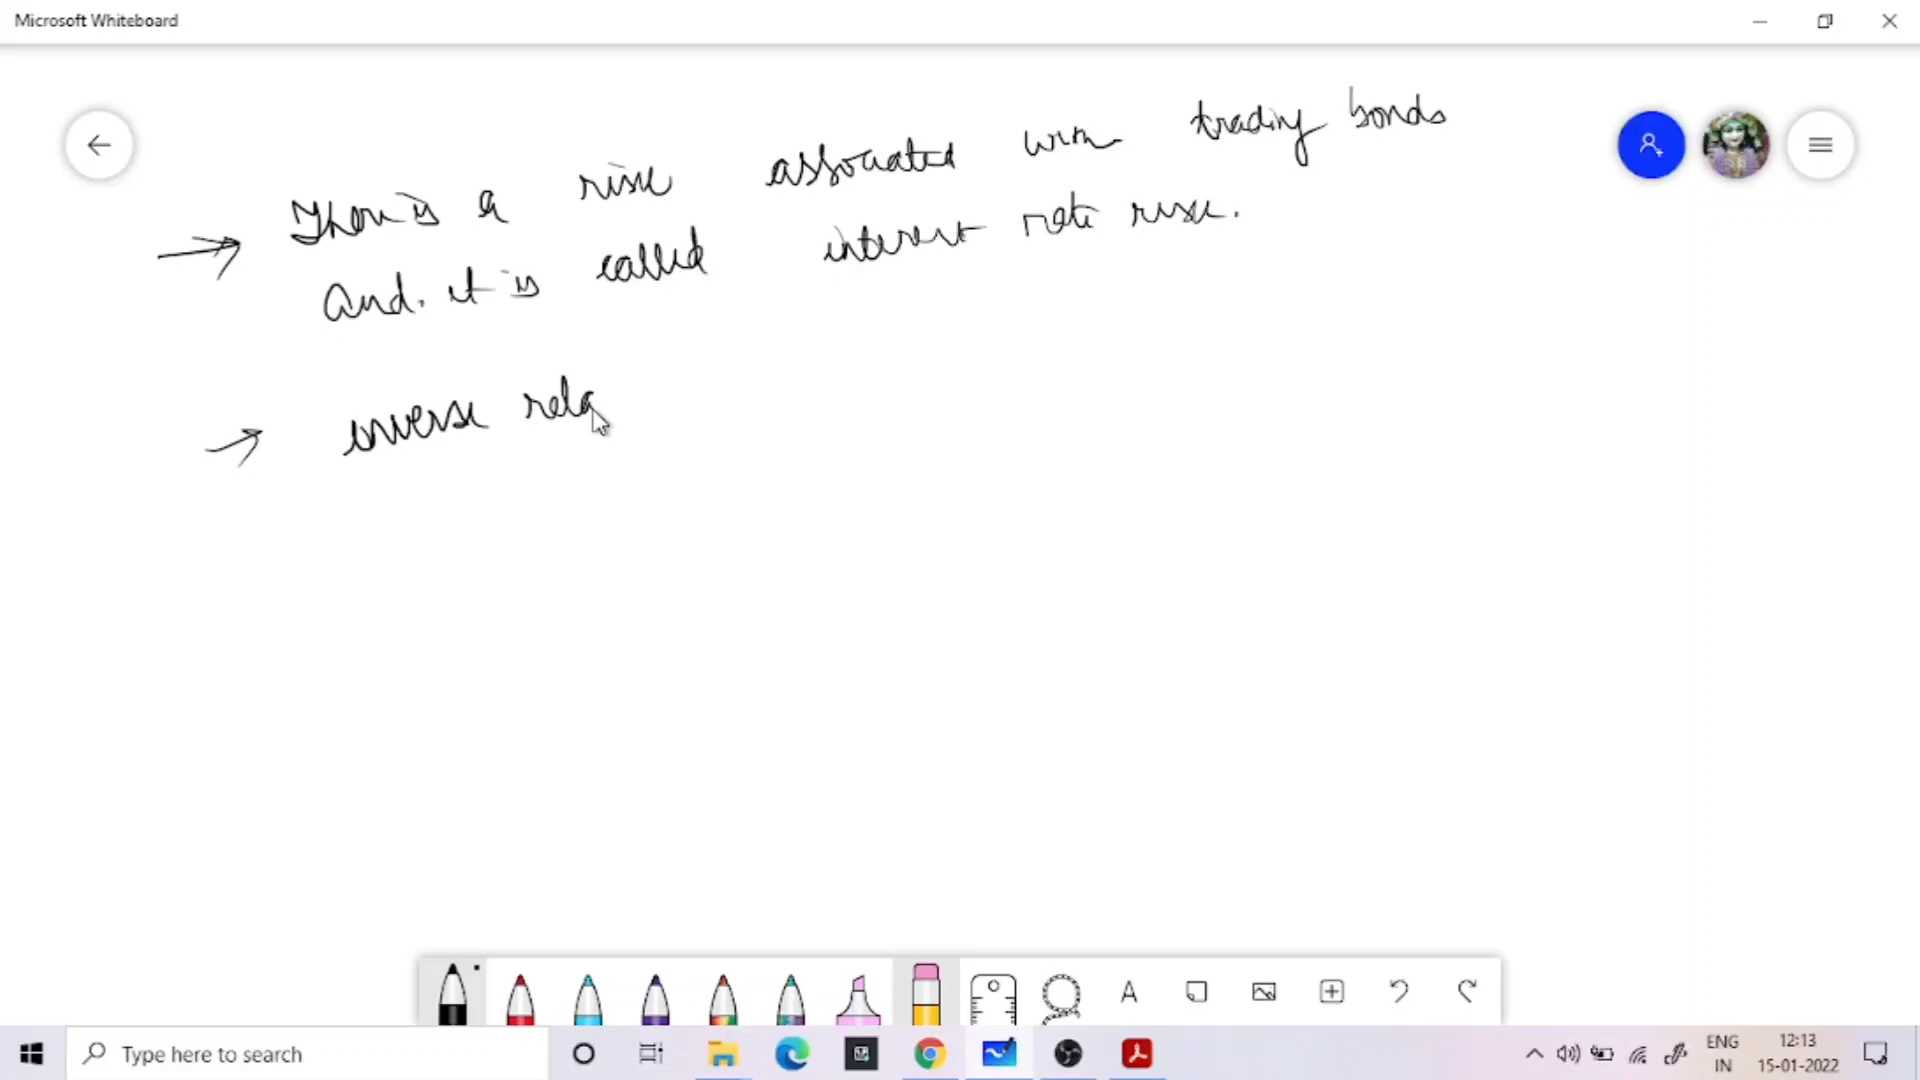 Microsoft Whiteboard
There is a risk associated with trading bonds
And. it is called interest rate risk.
inverse rela
Type here to search
ENG
IN
12:13
15-01-2022